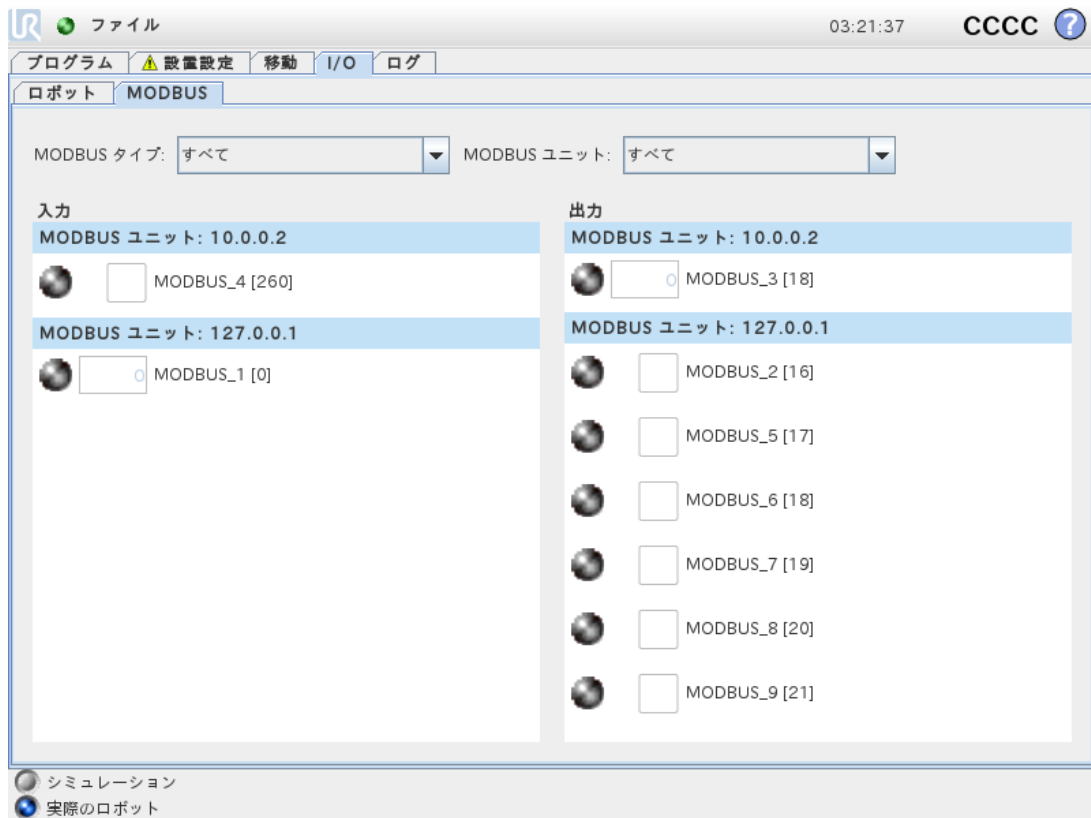 UR ファイル 03:21:37 CCCC ?
プログラム 設置設定 移動 I/O ログ
ロボット MODBUS
MODBUS タイプ: すべて MODBUS ユニット: すべて
入力
MODBUS ユニット: 10.0.0.2
MODBUS_4 [260]
MODBUS ユニット: 127.0.0.1
0 MODBUS_1 [0]
出力
MODBUS ユニット: 10.0.0.2
0 MODBUS_3 [18]
MODBUS ユニット: 127.0.0.1
MODBUS_2 [16]
MODBUS_5 [17]
MODBUS_6 [18]
MODBUS_7 [19]
MODBUS_8 [20]
MODBUS_9 [21]
シミュレーション
実際のロボット